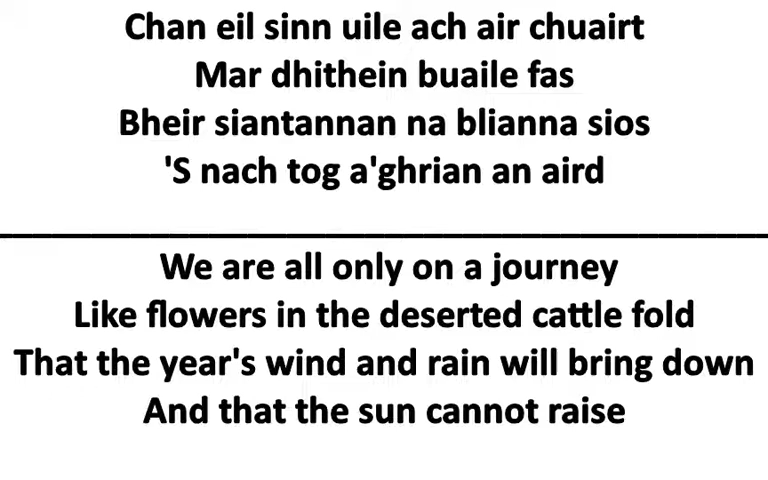 Chan eil sinn uile ach air chuairt
Mar dhithein buaile fas
Bheir siantannan na blianna sios
'S nach tog a'ghrian an aird
We are all only on a journey
Like flowers in the deserted cattle fold
That the year's wind and rain will bring down
And that the sun cannot raise